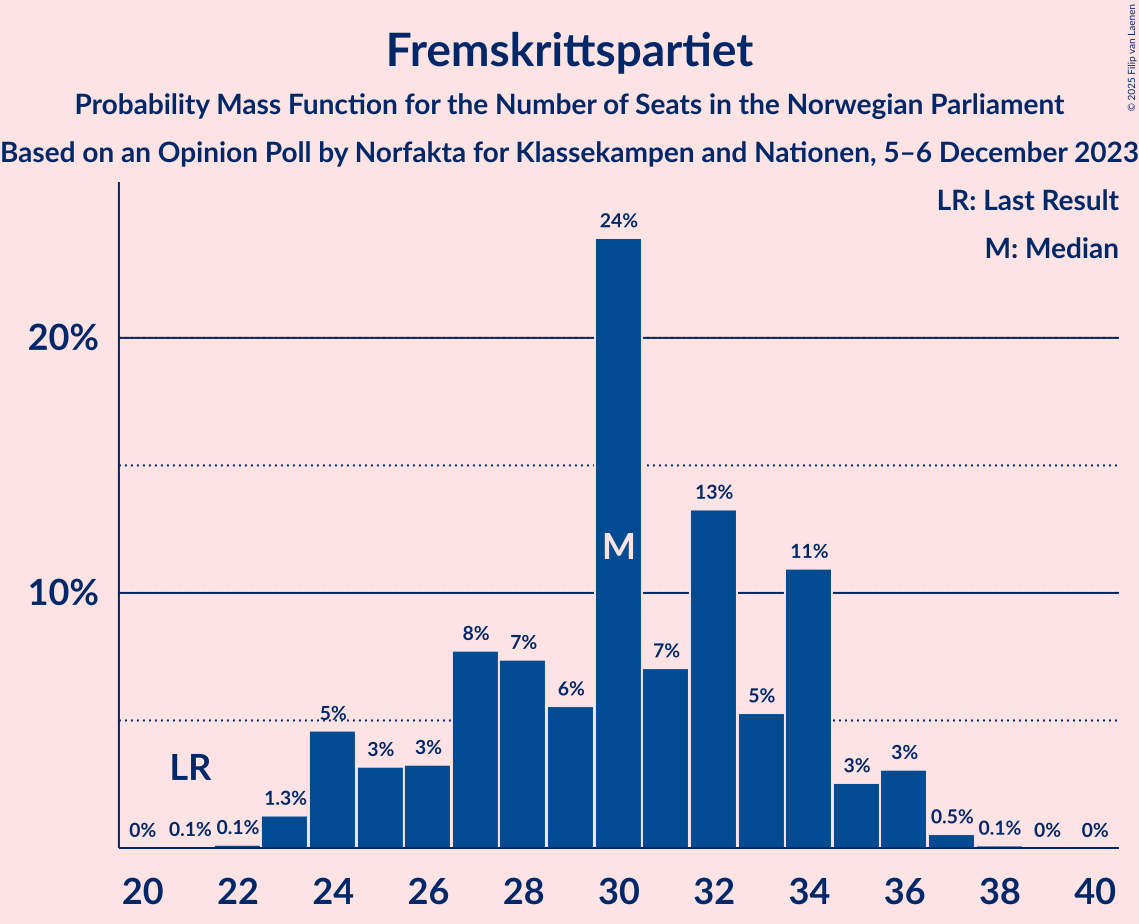 Fremskrittspartiet
Probability Mass Function for the Number of Seats in the Norwegian Parliament
Based on an Opinion Poll by Norfakta for Klassekampen and Nationen, 5–6 December 2023
© 2025 Filip van Laenen
LR: Last Result
M: Median
20%
10%
0% 0.1% 0.1% 1.3% 5% 3% 3% 8% 7% 6% 24% 7% 13% 5% 11% 3% 3% 0.5% 0.1% 0% 0%
LR
M
20 22 24 26 28 30 32 34 36 38 40